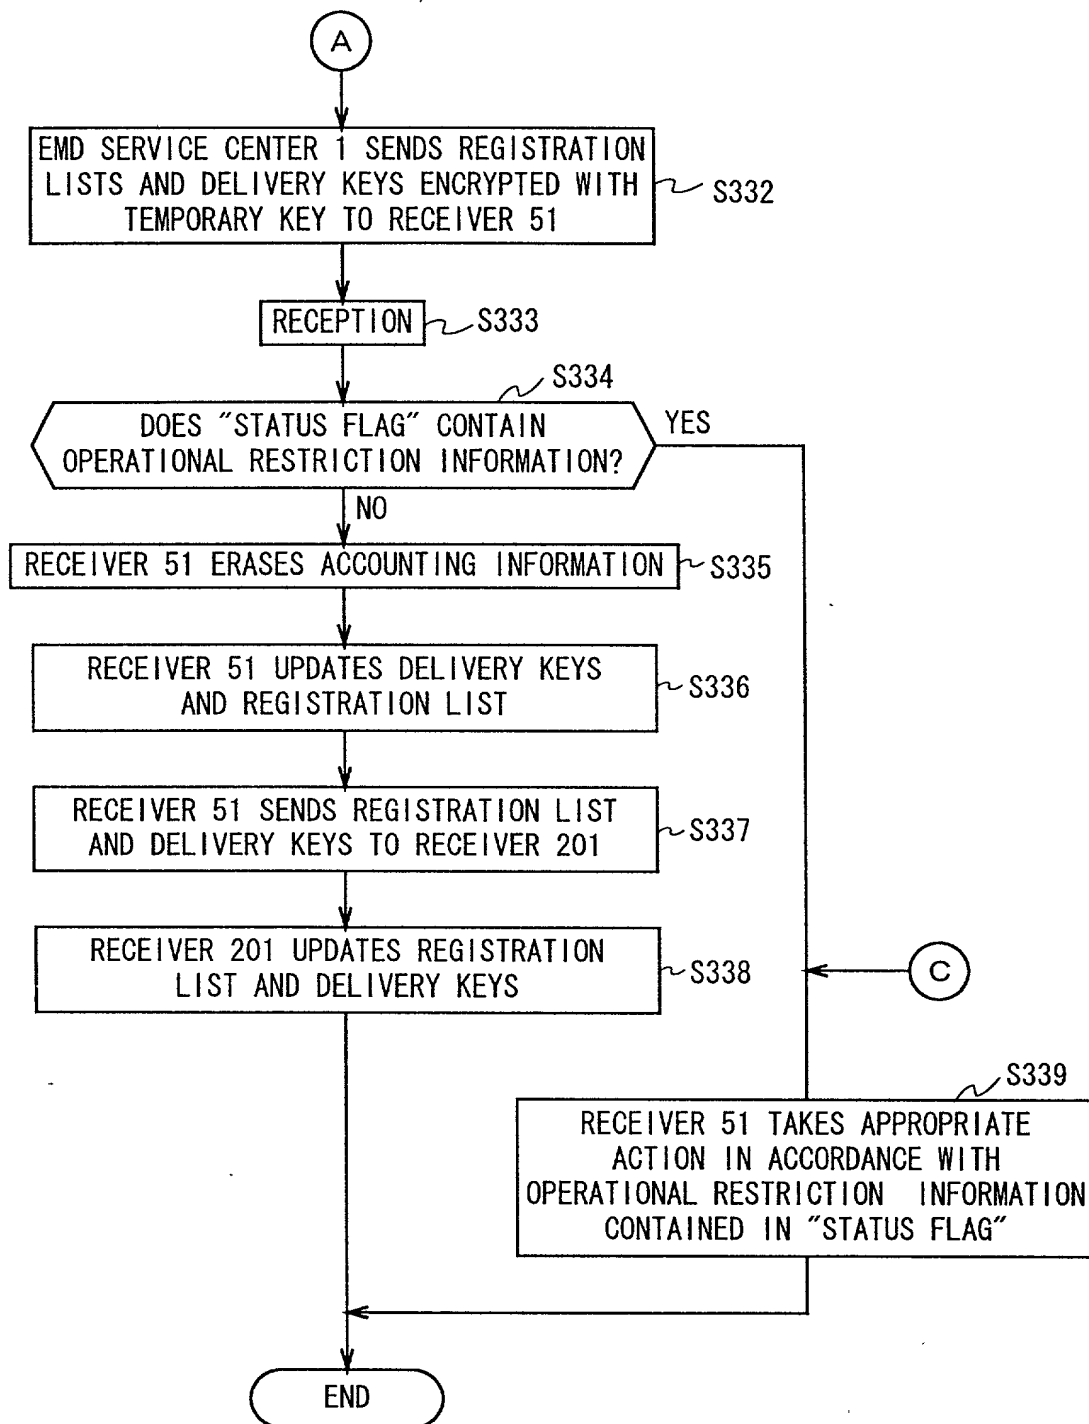 A
EMD SERVICE CENTER 1 SENDS REGISTRATION
LISTS AND DELIVERY KEYS ENCRYPTED WITH
TEMPORARY KEY TO RECEIVER 51
S332
RECEPTION
S333
S334
DOES "STATUS FLAG" CONTAIN
OPERATIONAL RESTRICTION INFORMATION?
YES
NO
RECEIVER 51 ERASES ACCOUNTING INFORMATION
S335
RECEIVER 51 UPDATES DELIVERY KEYS
AND REGISTRATION LIST
S336
RECEIVER 51 SENDS REGISTRATION LIST
AND DELIVERY KEYS TO RECEIVER 201
S337
RECEIVER 201 UPDATES REGISTRATION
LIST AND DELIVERY KEYS
S338
C
S339
RECEIVER 51 TAKES APPROPRIATE
ACTION IN ACCORDANCE WITH
OPERATIONAL RESTRICTION INFORMATION
CONTAINED IN "STATUS FLAG"
END